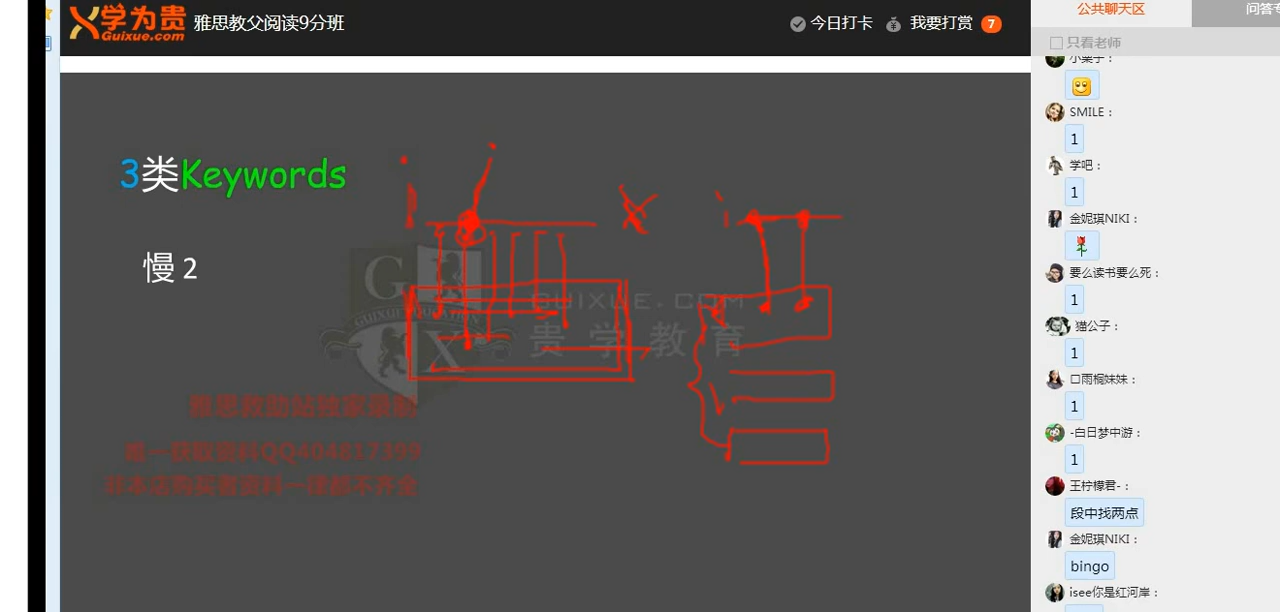 学为贵
Guixue.com
雅思教父阅读9分班
今日打卡
我要打赏
7
公共聊天区
问答专
只看老师
小栗子：
SMILE：
1
学吧：
1
金妮琪NIKI：
要么读书要么死：
1
猫公子：
1
口雨桐妹妹：
1
-白日梦中游：
1
王柠檬君-：
段中找两点
金妮琪NIKI：
bingo
isee你是红河岸：
3类Keywords
慢 2
GUIXUE.COM
贵学教育
GUIXUE EDUCATION
雅思救助站独家录制
唯一获取资料QQ404817399
非本店购买者资料一律都不齐全